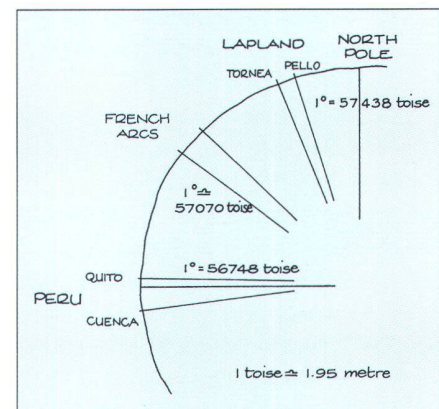 LAPLAND
NORTH
POLE
TORNEA
PELLO
1° = 57438 toise
FRENCH
ARCS
1° ≏
57070 toise
QUITO
1° = 56748 toise
PERU
CUENCA
1 toise ≏ 1.95 metre